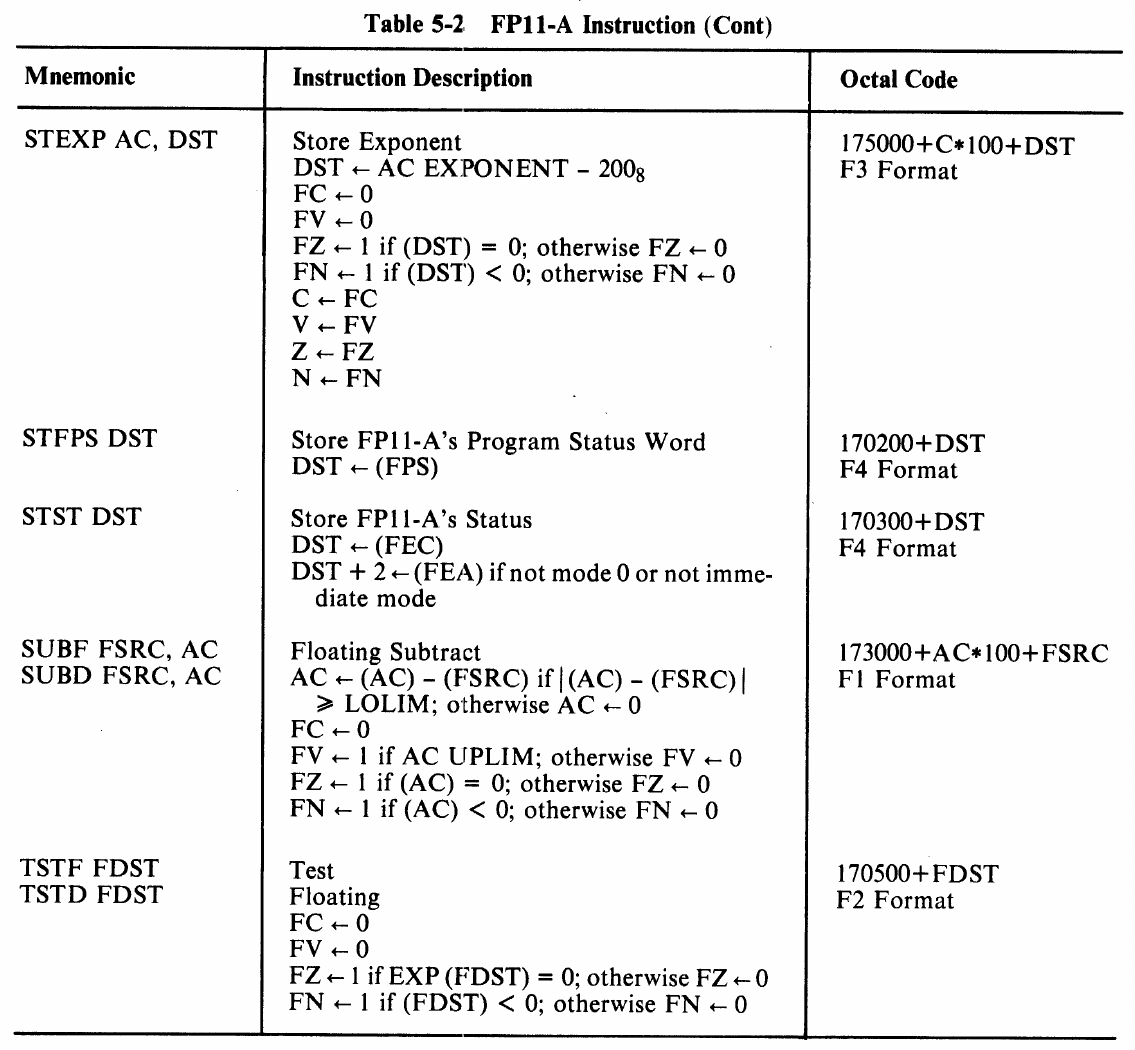 Table 5-2 FP11-A Instruction (Cont)
Mnemonic Instruction Description Octal Code
STEXP AC, DST Store Exponent 175000+C*100+DST
DST ← AC EXPONENT – 200₈ F3 Format
FC ← 0
FV ← 0
FZ ← 1 if (DST) = 0; otherwise FZ ← 0
FN ← 1 if (DST) < 0; otherwise FN ← 0
C ← FC
V ← FV
Z ← FZ
N ← FN
STFPS DST Store FP11-A's Program Status Word 170200+DST
DST ← (FPS) F4 Format
STST DST Store FP11-A's Status 170300+DST
DST ← (FEC) F4 Format
DST + 2 ← (FEA) if not mode 0 or not imme-
diate mode
SUBF FSRC, AC Floating Subtract 173000+AC*100+FSRC
SUBD FSRC, AC AC ← (AC) – (FSRC) if |(AC) – (FSRC)| F1 Format
⩾ LOLIM; otherwise AC ← 0
FC ← 0
FV ← 1 if AC UPLIM; otherwise FV ← 0
FZ ← 1 if (AC) = 0; otherwise FZ ← 0
FN ← 1 if (AC) < 0; otherwise FN ← 0
TSTF FDST Test 170500+FDST
TSTD FDST Floating F2 Format
FC ← 0
FV ← 0
FZ ← 1 if EXP (FDST) = 0; otherwise FZ ← 0
FN ← 1 if (FDST) < 0; otherwise FN ← 0